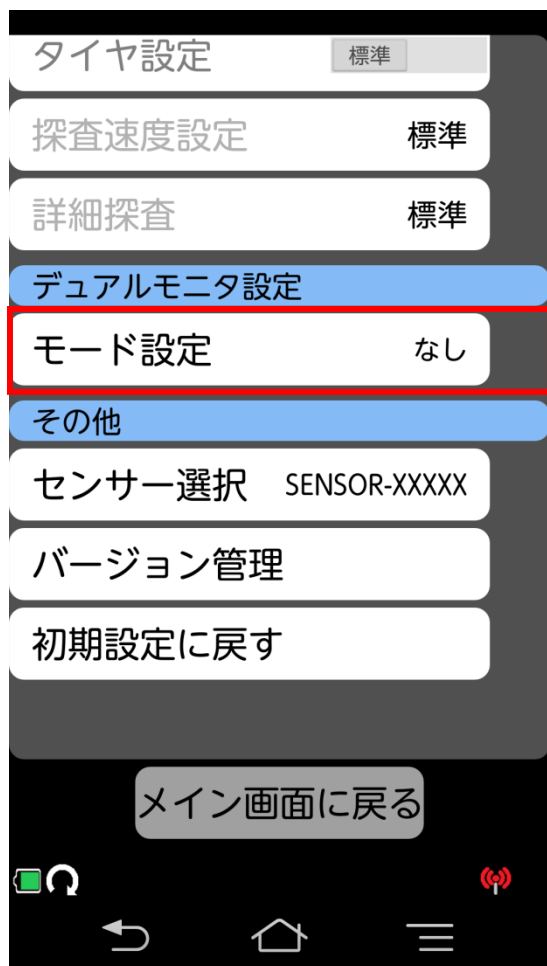 タイヤ設定 標準
探査速度設定 標準
詳細探査 標準
デュアルモニタ設定
モード設定 なし
その他
センサー選択 SENSOR-XXXXX
バージョン管理
初期設定に戻す
メイン画面に戻る